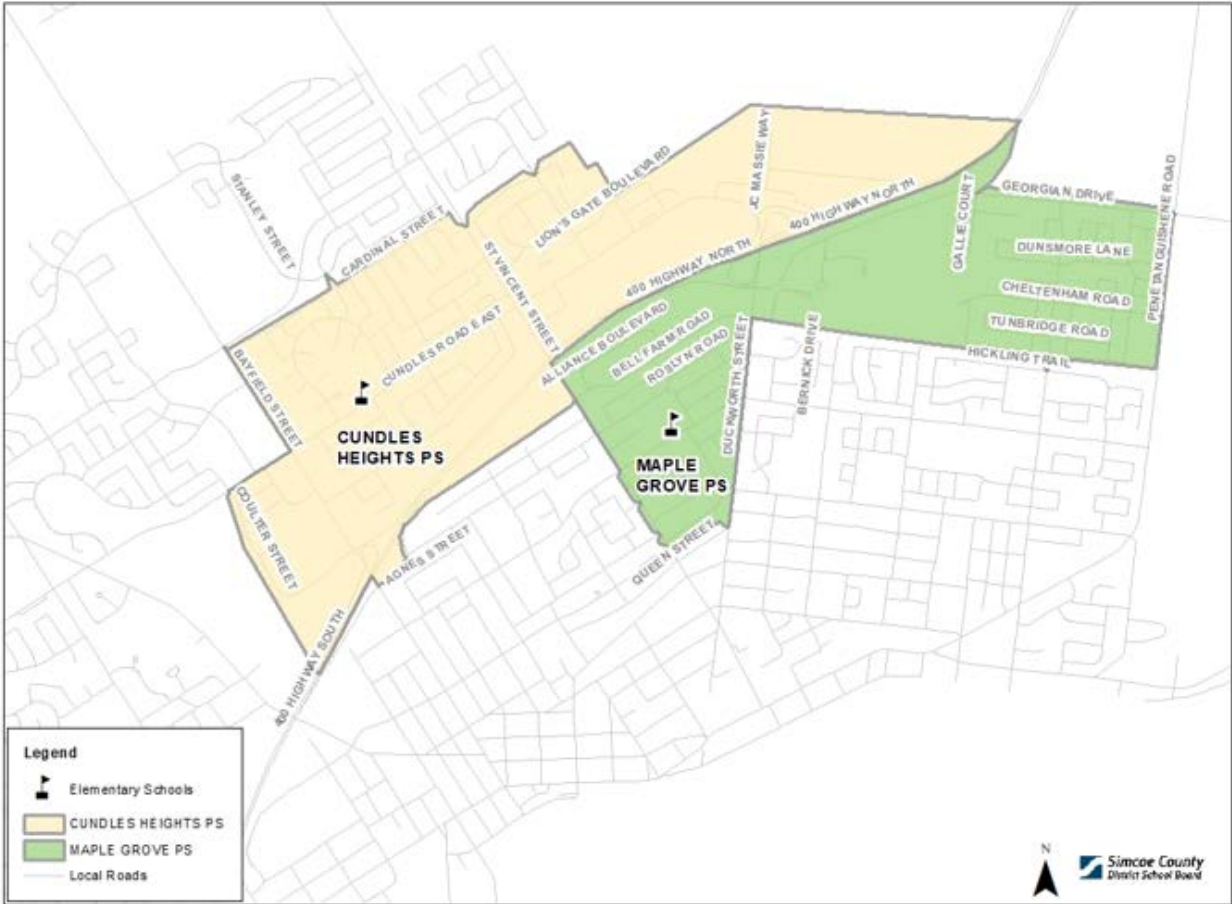 STANLEY STREET
CARDINAL STREET
LION'S GATE BOULEVARD
JC MASSIE WAY
400 HIGHWAY NORTH
GALLIE COURT
GEORGIAN DRIVE
PENETANGUISHENE ROAD
DUNSMORE LANE
CHELTENHAM ROAD
TUNBRIDGE ROAD
HICKLING TRAIL
ST VINCENT STREET
400 HIGHWAY NORTH
ALLIANCE BOULEVARD
BELL FARM ROAD
ROSLYN ROAD
DUCKWORTH STREET
BERNICK DRIVE
CUNDLES ROAD EAST
BAYFIELD STREET
CUNDLES
HEIGHTS PS
MAPLE
GROVE PS
COULTER STREET
AGNES STREET
QUEEN STREET
400 HIGHWAY SOUTH
Legend
Elementary Schools
CUNDLES HEIGHTS PS
MAPLE GROVE PS
Local Roads
N
Simcoe County
District School Board